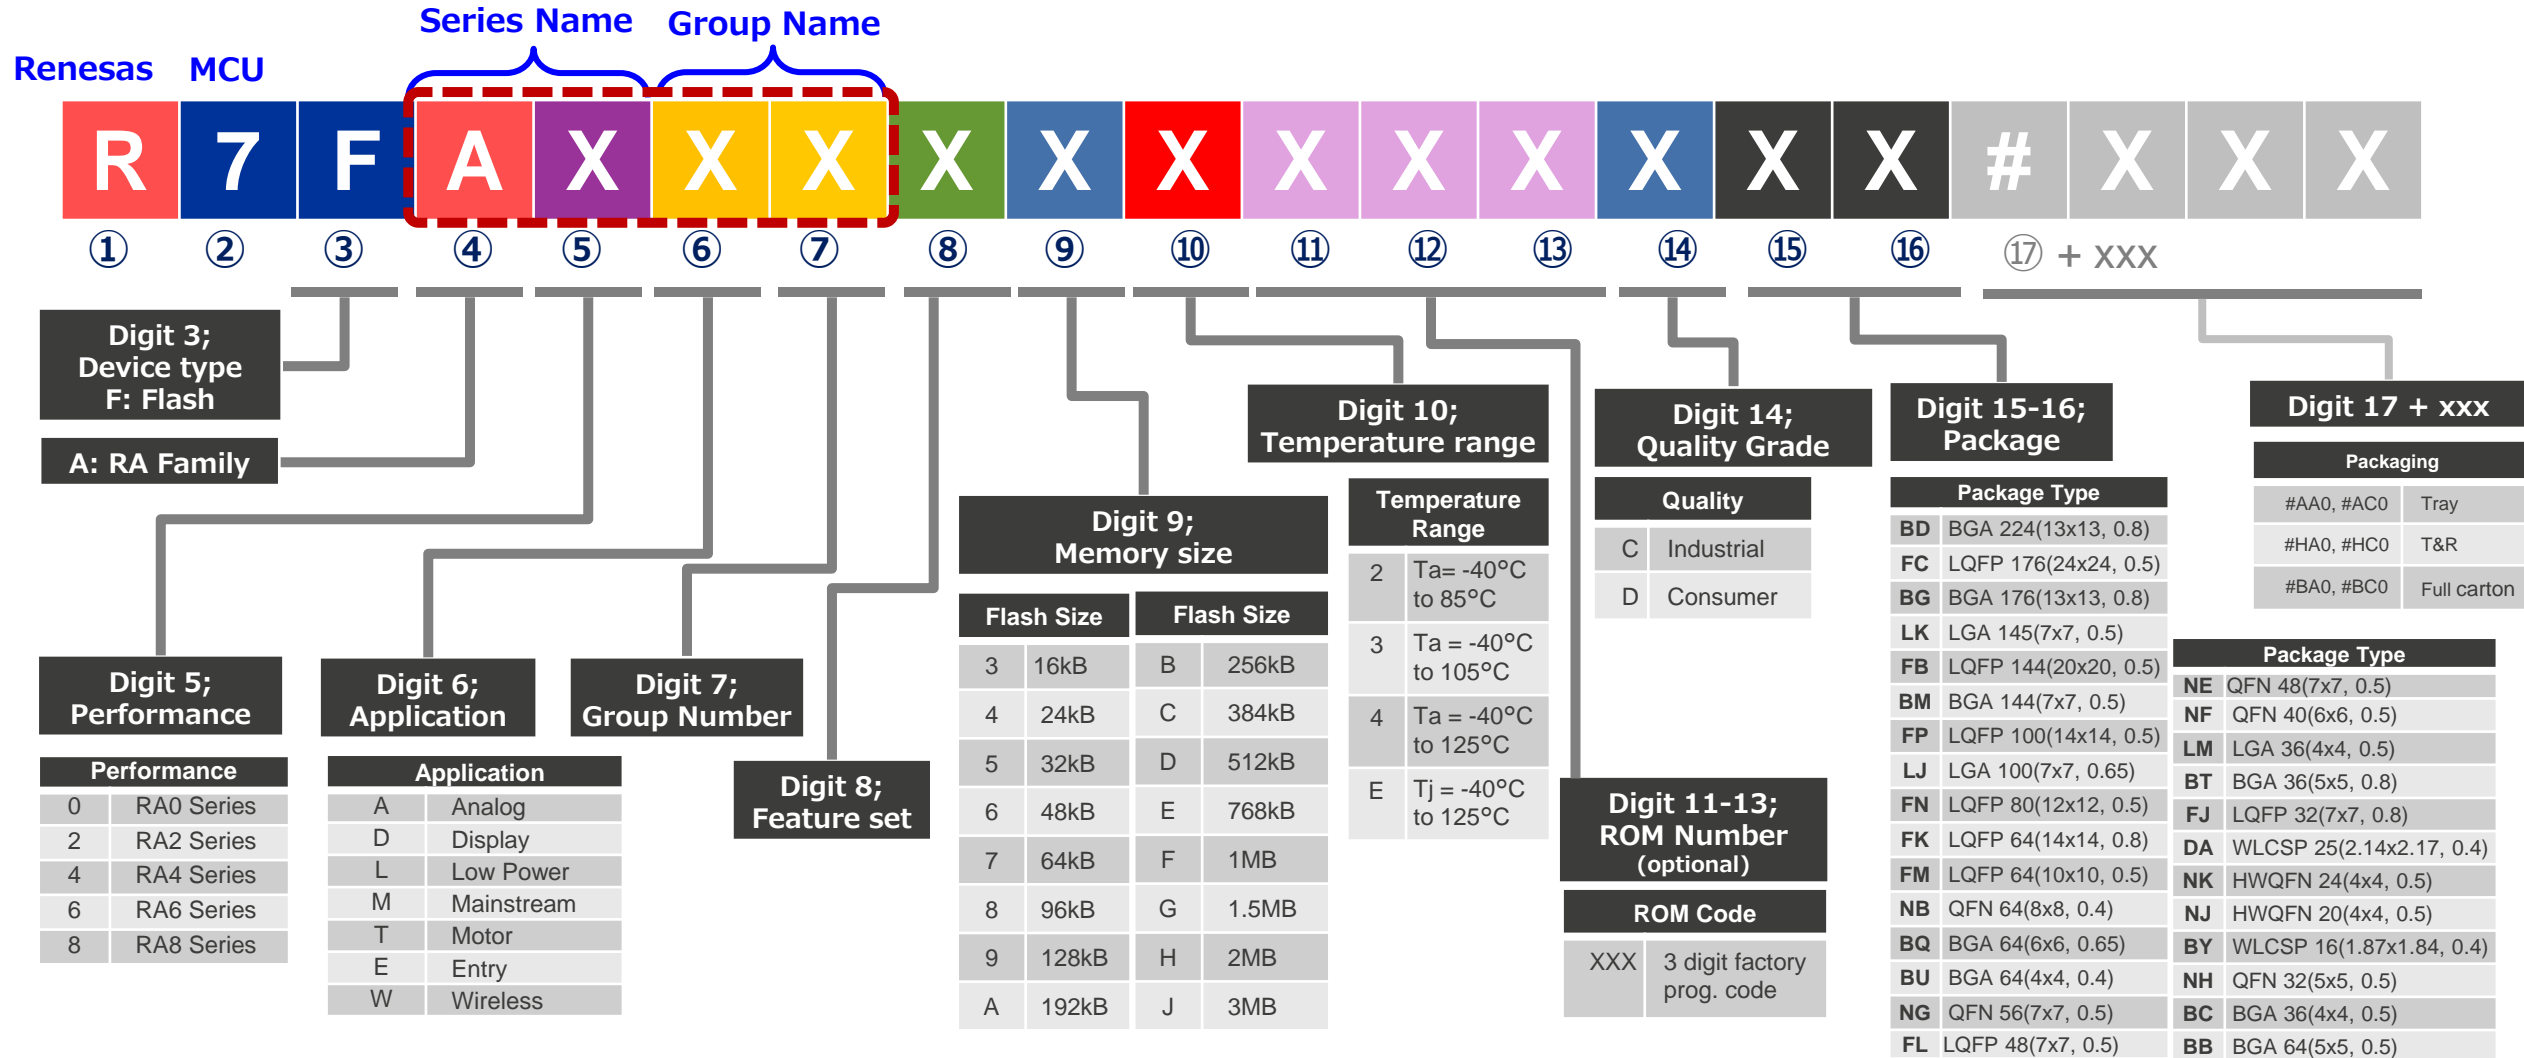 Series Name Group Name
Renesas MCU
R 7 F A X X X X X X X X X X X X # X X X
① ② ③ ④ ⑤ ⑥ ⑦ ⑧ ⑨ ⑩ ⑪ ⑫ ⑬ ⑭ ⑮ ⑯ ⑰ + xxx
Digit 3;
Device type
F: Flash
A: RA Family
Digit 5;
Performance
Performance
0 RA0 Series
2 RA2 Series
4 RA4 Series
6 RA6 Series
8 RA8 Series
Digit 6;
Application
Application
A Analog
D Display
L Low Power
M Mainstream
T Motor
E Entry
W Wireless
Digit 7;
Group Number
Digit 8;
Feature set
Digit 9;
Memory size
Flash Size
3 16kB
4 24kB
5 32kB
6 48kB
7 64kB
8 96kB
9 128kB
A 192kB
Flash Size
B 256kB
C 384kB
D 512kB
E 768kB
F 1MB
G 1.5MB
H 2MB
J 3MB
Digit 10;
Temperature range
Temperature
Range
2 Ta= -40°C
to 85°C
3 Ta = -40°C
to 105°C
4 Ta = -40°C
to 125°C
E Tj = -40°C
to 125°C
Digit 11-13;
ROM Number
(optional)
ROM Code
XXX 3 digit factory
prog. code
Digit 14;
Quality Grade
Quality
C Industrial
D Consumer
Digit 15-16;
Package
Package Type
BD BGA 224(13x13, 0.8)
FC LQFP 176(24x24, 0.5)
BG BGA 176(13x13, 0.8)
LK LGA 145(7x7, 0.5)
FB LQFP 144(20x20, 0.5)
BM BGA 144(7x7, 0.5)
FP LQFP 100(14x14, 0.5)
LJ LGA 100(7x7, 0.65)
FN LQFP 80(12x12, 0.5)
FK LQFP 64(14x14, 0.8)
FM LQFP 64(10x10, 0.5)
NB QFN 64(8x8, 0.4)
BQ BGA 64(6x6, 0.65)
BU BGA 64(4x4, 0.4)
NG QFN 56(7x7, 0.5)
FL LQFP 48(7x7, 0.5)
Digit 17 + xxx
Packaging
#AA0, #AC0 Tray
#HA0, #HC0 T&R
#BA0, #BC0 Full carton
Package Type
NE QFN 48(7x7, 0.5)
NF QFN 40(6x6, 0.5)
LM LGA 36(4x4, 0.5)
BT BGA 36(5x5, 0.8)
FJ LQFP 32(7x7, 0.8)
DA WLCSP 25(2.14x2.17, 0.4)
NK HWQFN 24(4x4, 0.5)
NJ HWQFN 20(4x4, 0.5)
BY WLCSP 16(1.87x1.84, 0.4)
NH QFN 32(5x5, 0.5)
BC BGA 36(4x4, 0.5)
BB BGA 64(5x5, 0.5)